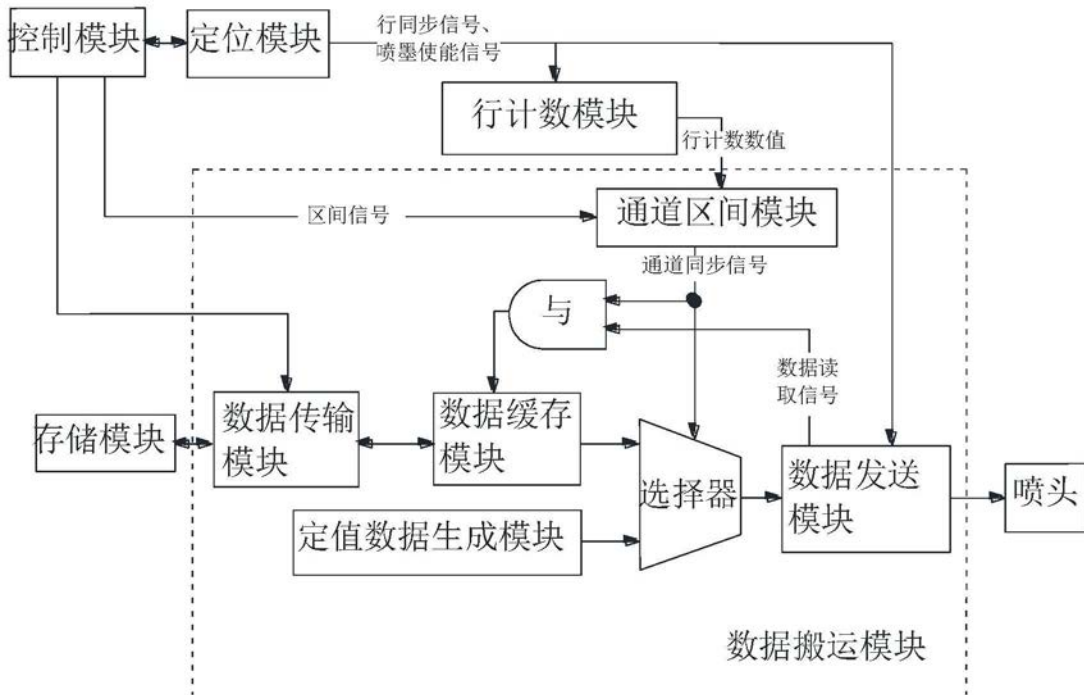 控制模块
定位模块
行同步信号、
喷墨使能信号
行计数模块
行计数数值
区间信号
通道区间模块
通道同步信号
与
数据读
取信号
存储模块
数据传输
模块
数据缓存
模块
选择器
数据发送
模块
喷头
定值数据生成模块
数据搬运模块